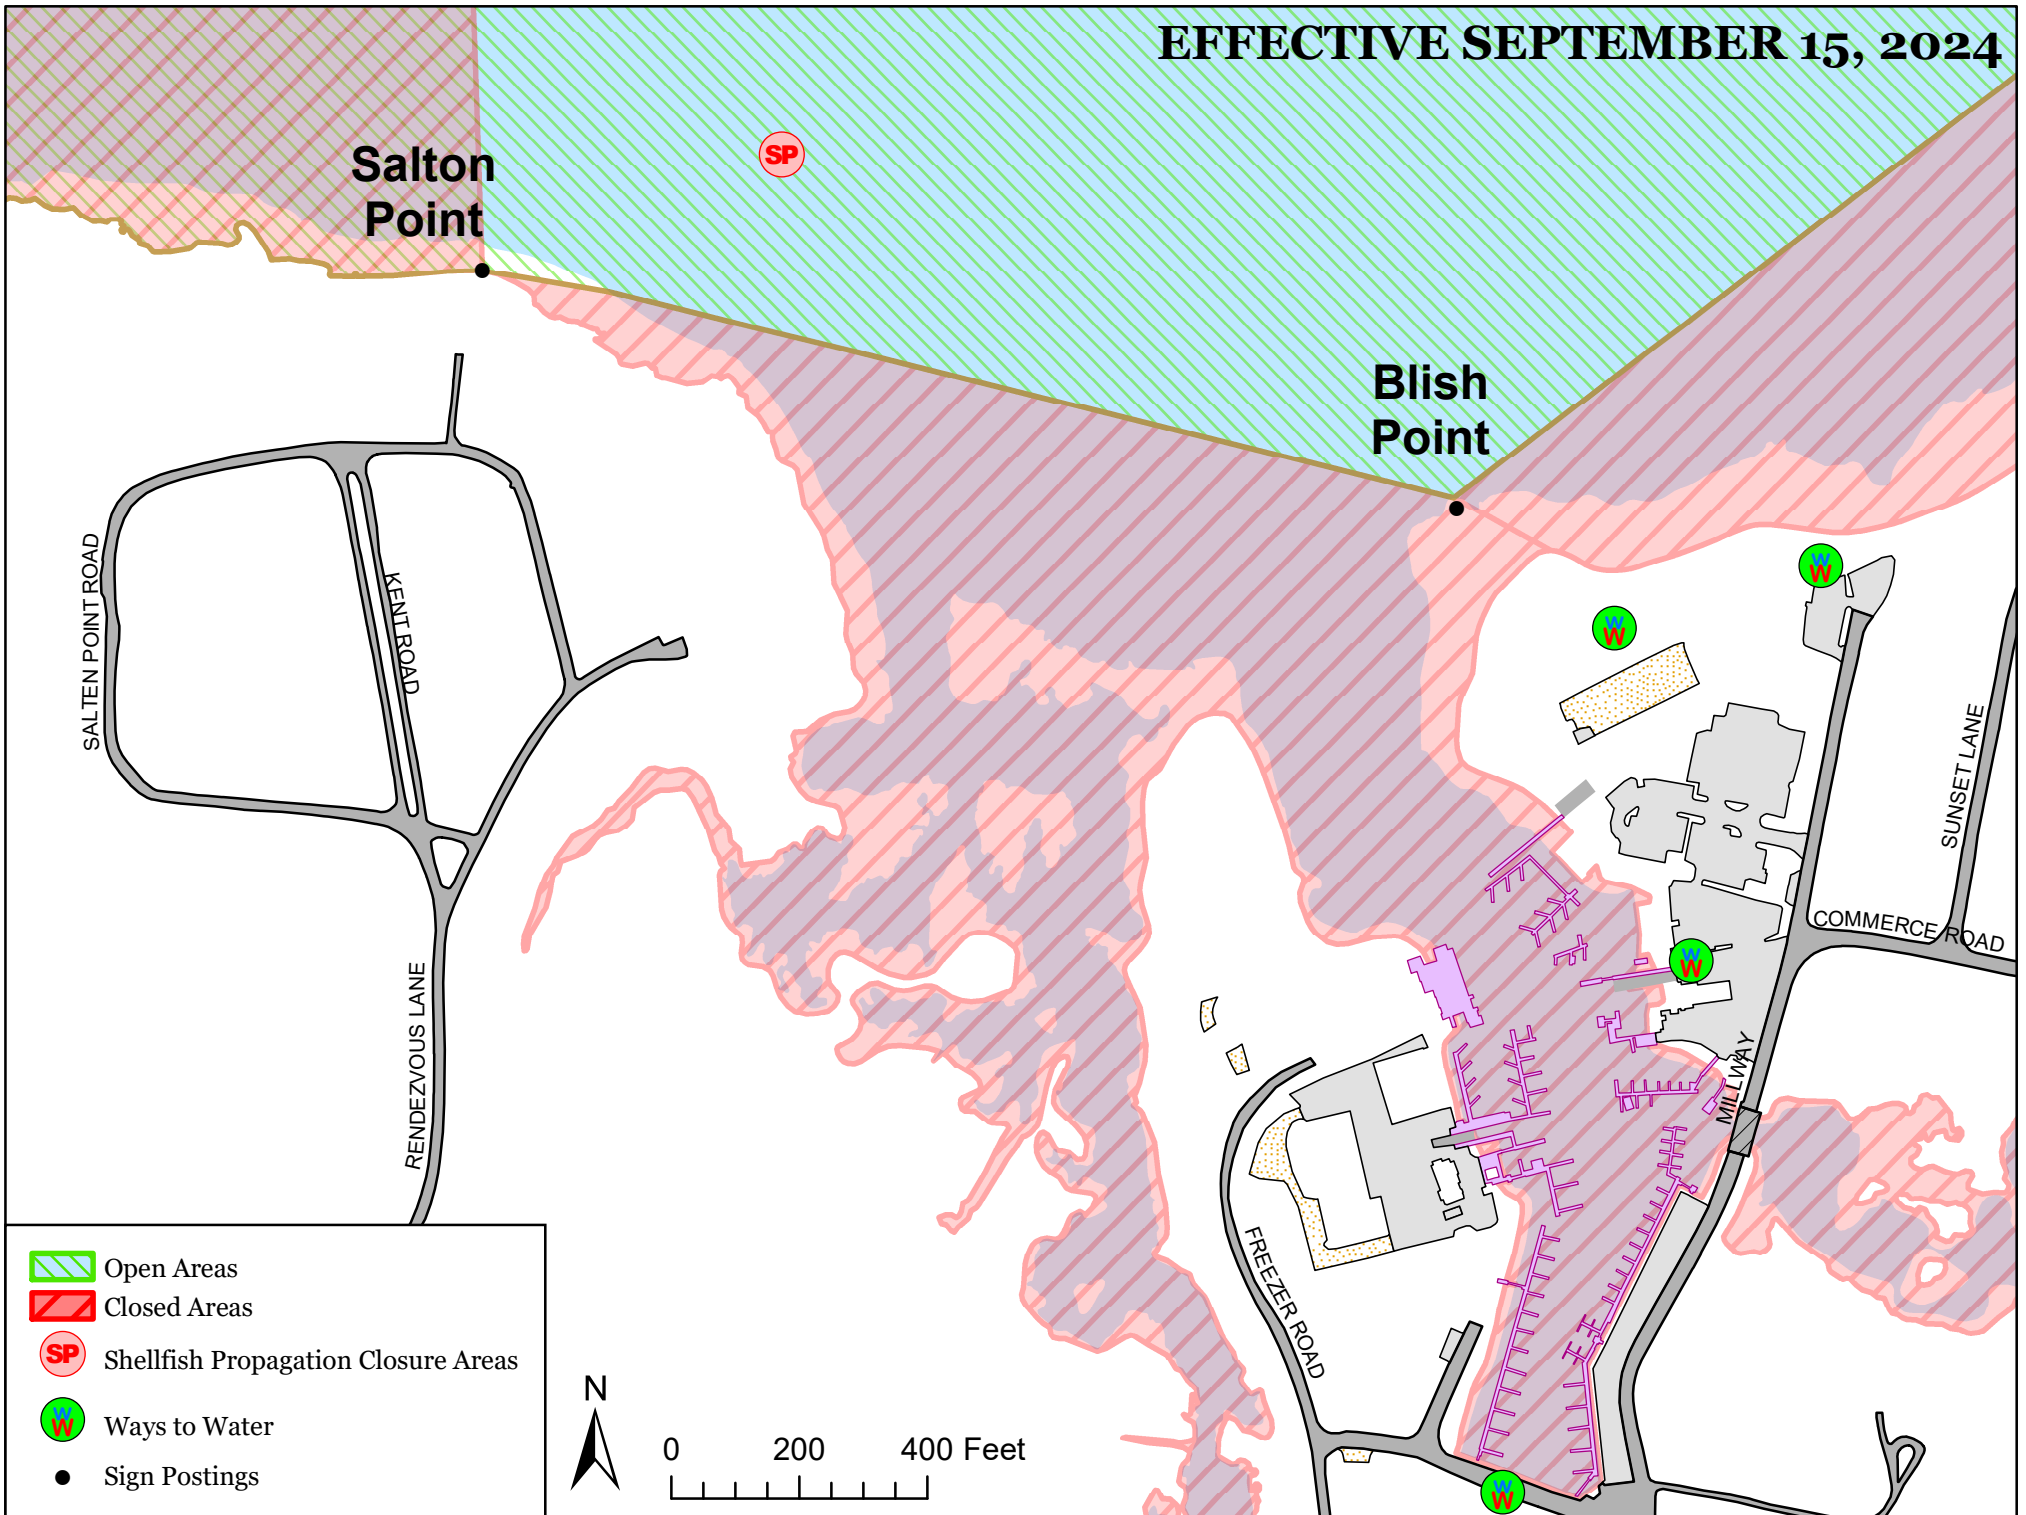 EFFECTIVE SEPTEMBER 15, 2024
SP
Salton
Point
Blish
Point
W
W
W
W
SALTEN POINT ROAD
KENT ROAD
SUNSET LANE
COMMERCE ROAD
W
W
RENDEZVOUS LANE
MILLWAY
FREEZER ROAD
Open Areas
Closed Areas
SP Shellfish Propagation Closure Areas
W
W Ways to Water
Sign Postings
N
0 200 400 Feet
W
W